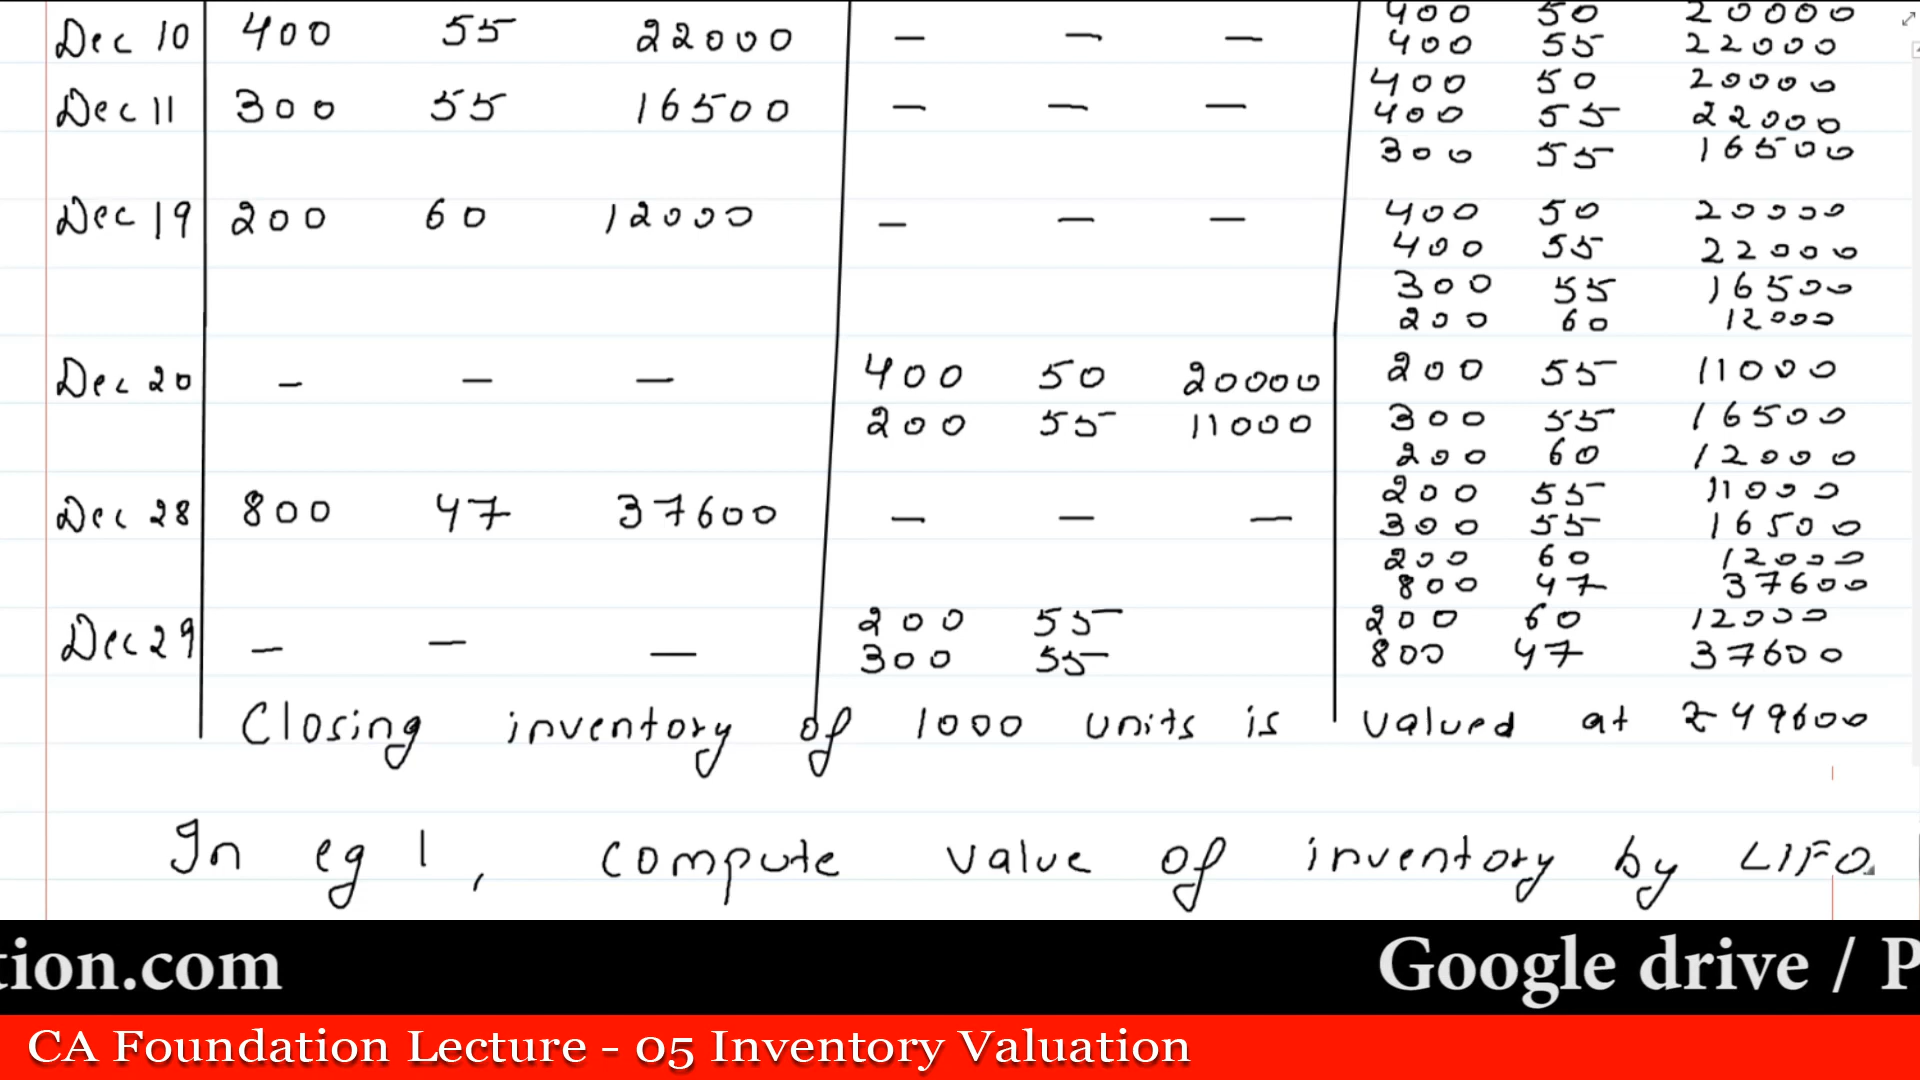 400 50 20000
Dec 10 400 55 22000 — — — 400 55 22000
400 50 20000
Dec 11 300 55 16500 — — — 400 55 22000
300 55 16500
Dec 19 200 60 12000 — — — 400 50 20000
400 55 22000
300 55 16500
200 60 12000
Dec 20 — — — 400 50 20000 200 55 11000
200 55 11000 300 55 16500
200 60 12000
Dec 28 800 47 37600 — — — 200 55 11000
300 55 16500
200 60 12000
800 47 37600
Dec 29 — — — 200 55 200 60 12000
300 55 800 47 37600
Closing inventory of 1000 units is valued at ₹ 49600
In eg 1, compute value of inventory by LIFO.
tion.com Google drive / P
CA Foundation Lecture - 05 Inventory Valuation